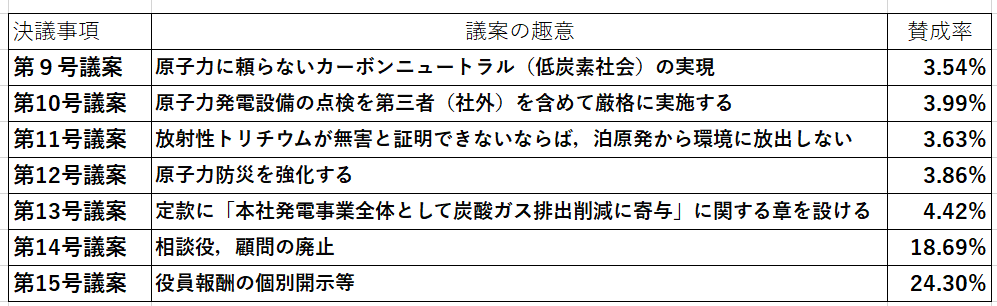 決議事項 議案の趣意 賛成率
第９号議案 原子力に頼らないカーボンニュートラル（低炭素社会）の実現 3.54%
第10号議案 原子力発電設備の点検を第三者（社外）を含めて厳格に実施する 3.99%
第11号議案 放射性トリチウムが無害と証明できないならば，泊原発から環境に放出しない 3.63%
第12号議案 原子力防災を強化する 3.86%
第13号議案 定款に「本社発電事業全体として炭酸ガス排出削減に寄与」に関する章を設ける 4.42%
第14号議案 相談役，顧問の廃止 18.69%
第15号議案 役員報酬の個別開示等 24.30%